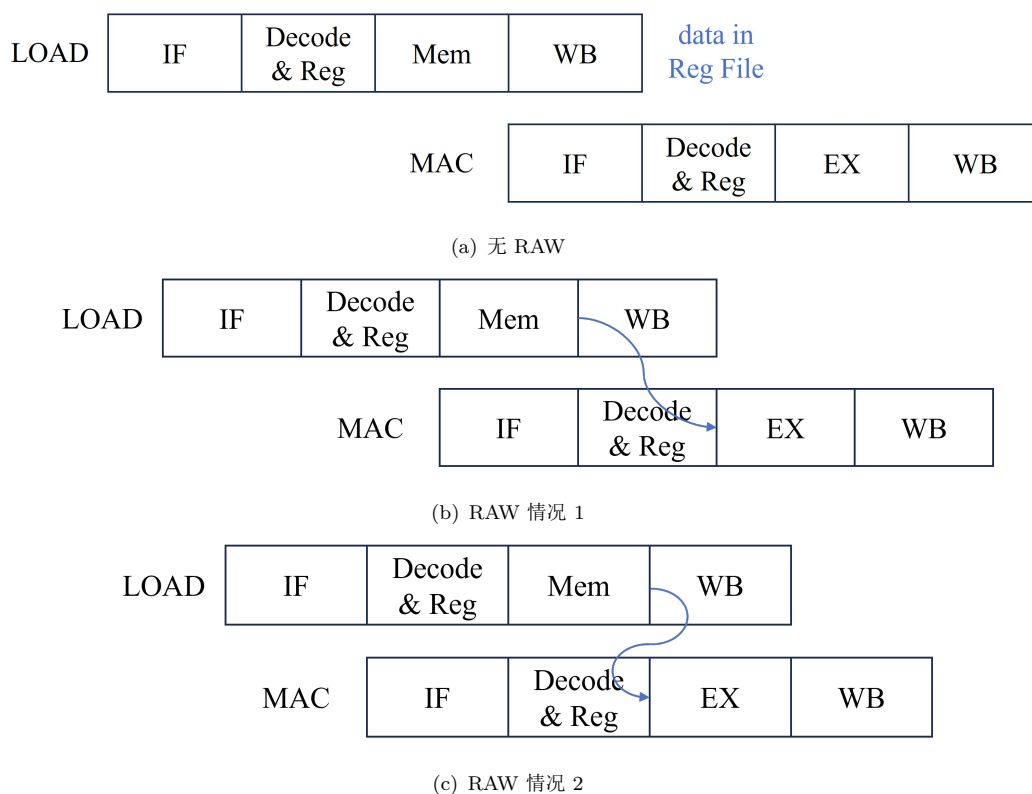 LOAD IF Decode Mem WB data in
& Reg Reg File
MAC IF Decode EX WB
& Reg
(a) 无 RAW
LOAD IF Decode Mem WB
& Reg
MAC IF Decode EX WB
& Reg
(b) RAW 情况 1
LOAD IF Decode Mem WB
& Reg
MAC IF Decode EX WB
& Reg
(c) RAW 情况 2